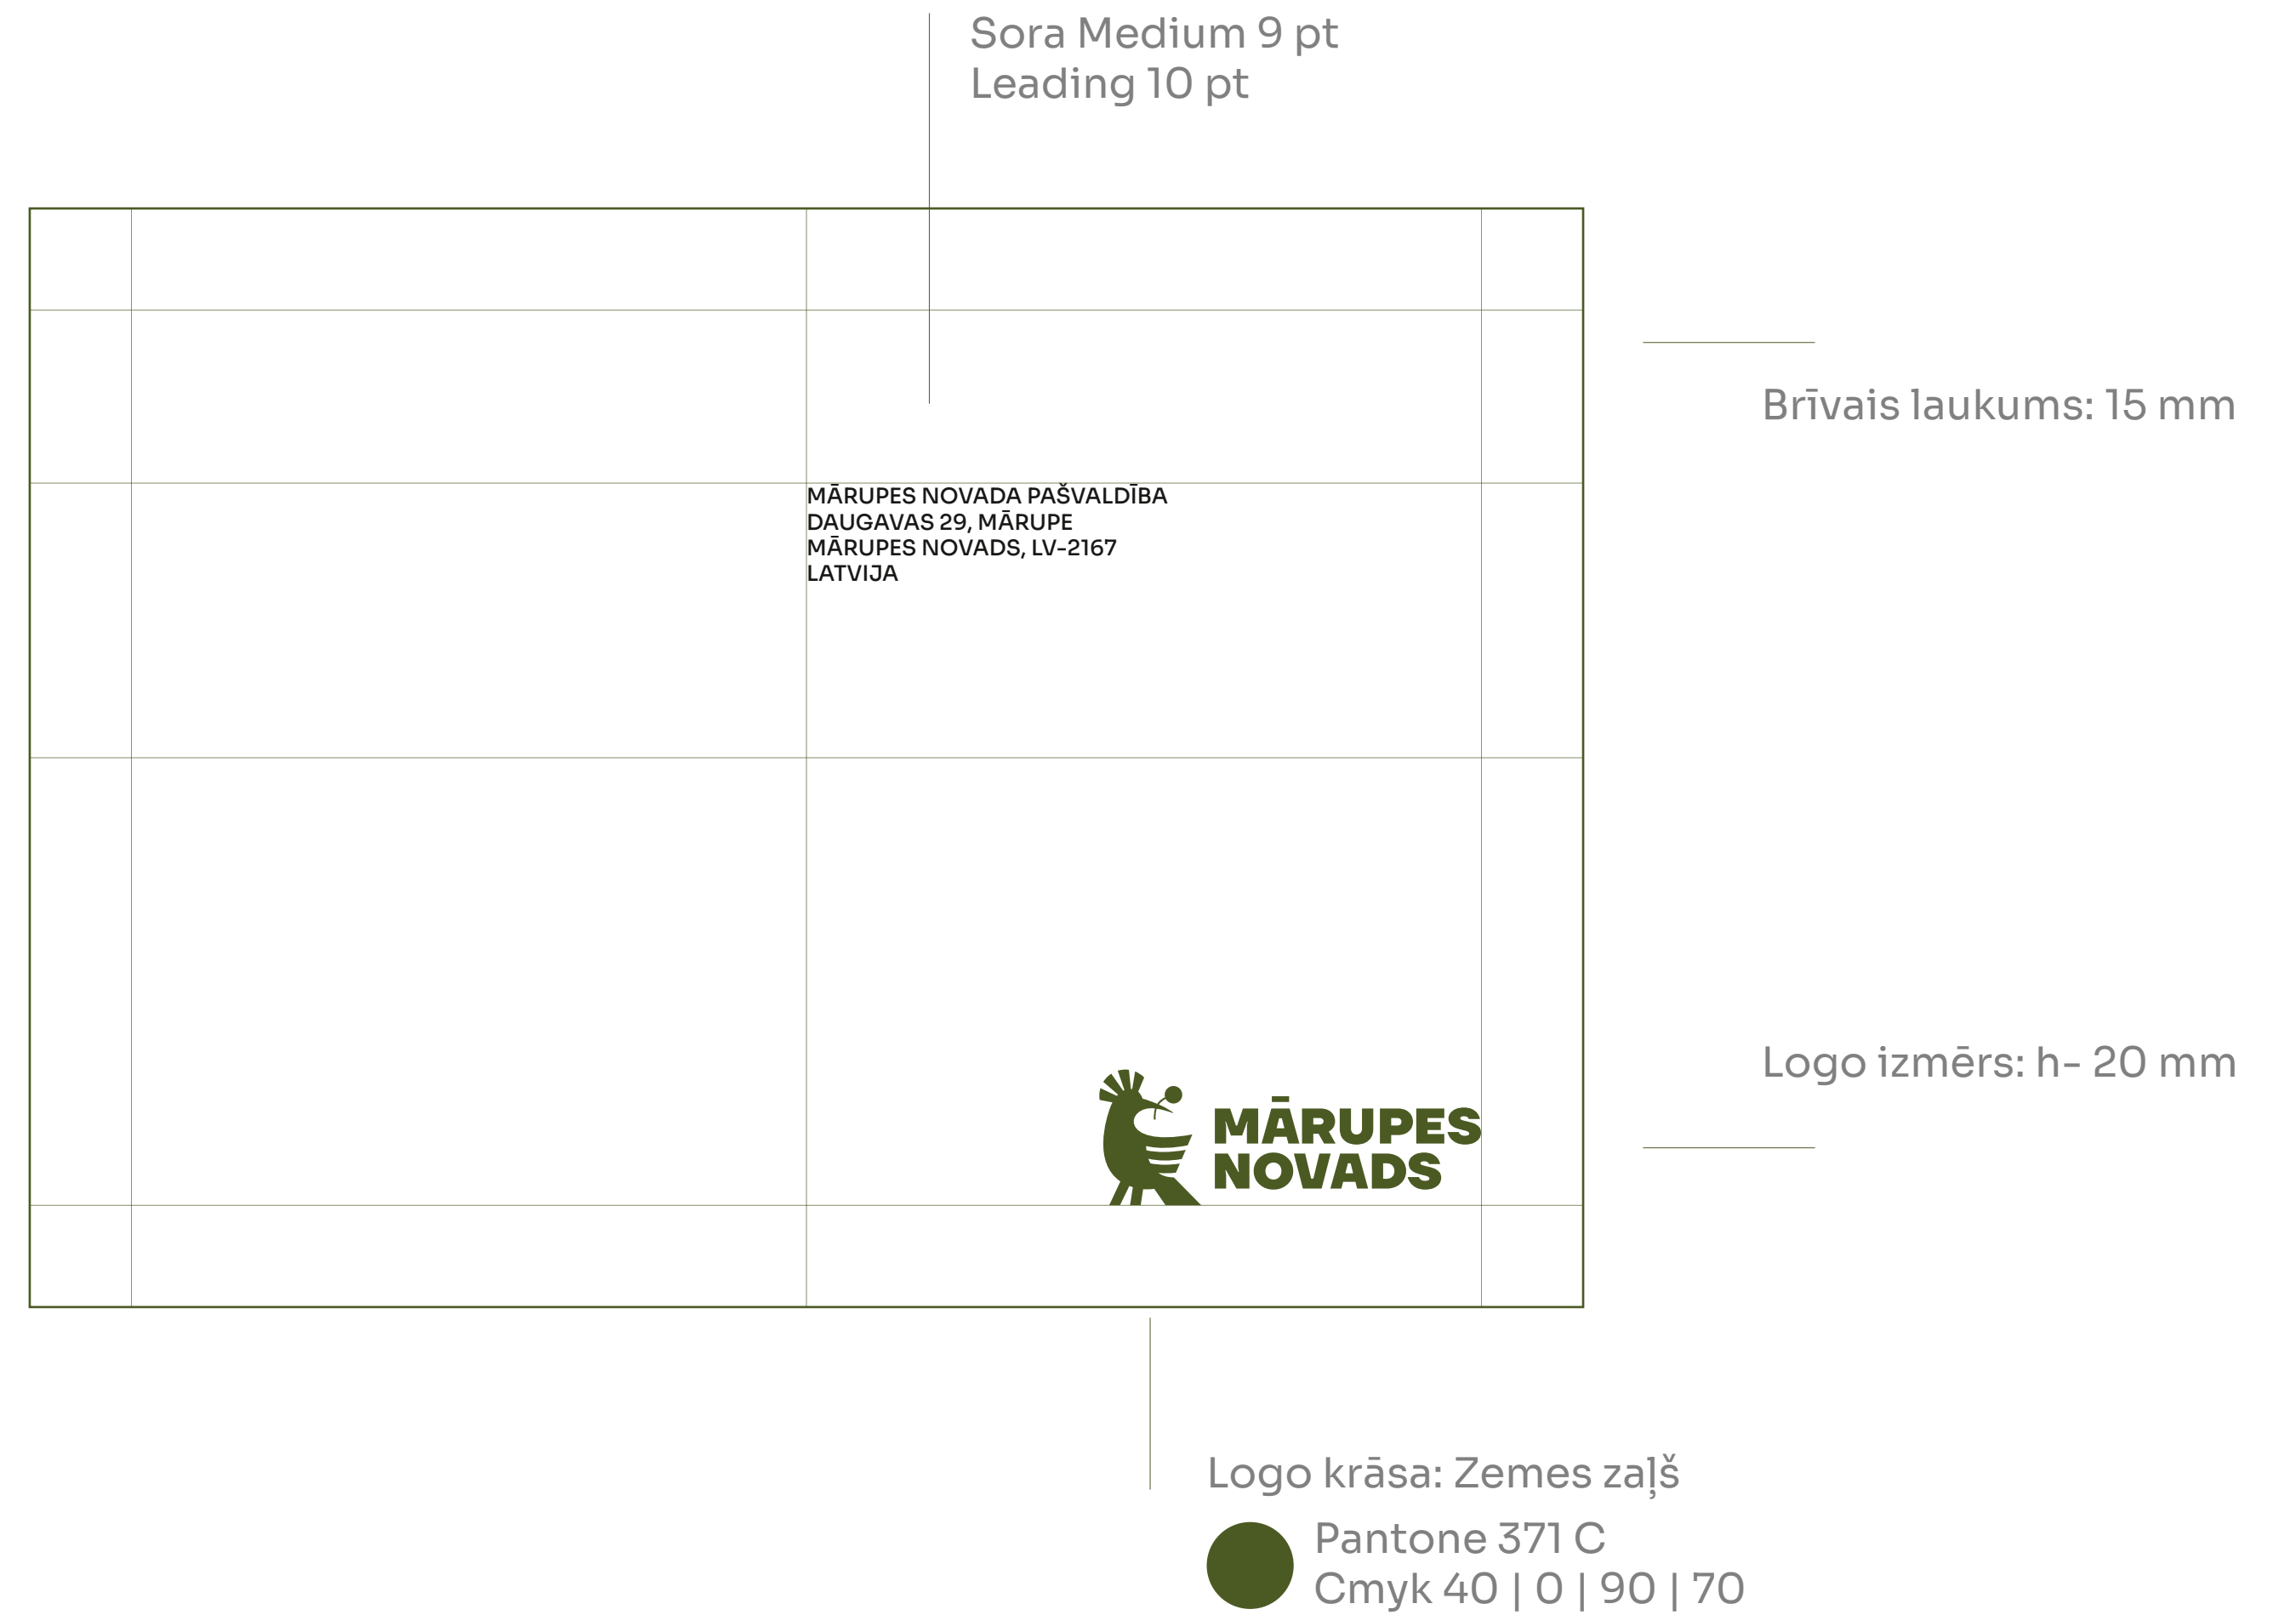 Sora Medium 9 pt
Leading 10 pt
Brīvais laukums: 15 mm
MĀRUPES NOVADA PAŠVALDĪBA
DAUGAVAS 29, MĀRUPE
MĀRUPES NOVADS, LV-2167
LATVIJA
Logo izmērs: h- 20 mm
MĀRUPES
NOVADS
Logo krāsa: Zemes zaļš
Pantone 371 C
Cmyk 40 | 0 | 90 | 70